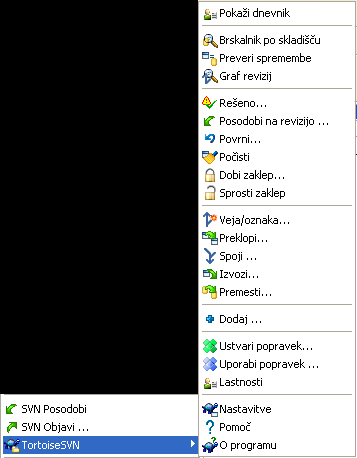 Pokaži dnevnik
Brskalnik po skladišču
Preveri spremembe
Graf revizij
Rešeno...
Posodobi na revizijo ...
Povrni...
Počisti
Dobi zaklep...
Sprosti zaklep
Veja/oznaka...
Preklopi...
Spoji ...
Izvozi...
Premesti...
Dodaj ...
Ustvari popravek...
Uporabi popravek ...
Lastnosti
Nastavitve
Pomoč
O programu
SVN Posodobi
SVN Objavi ...
TortoiseSVN